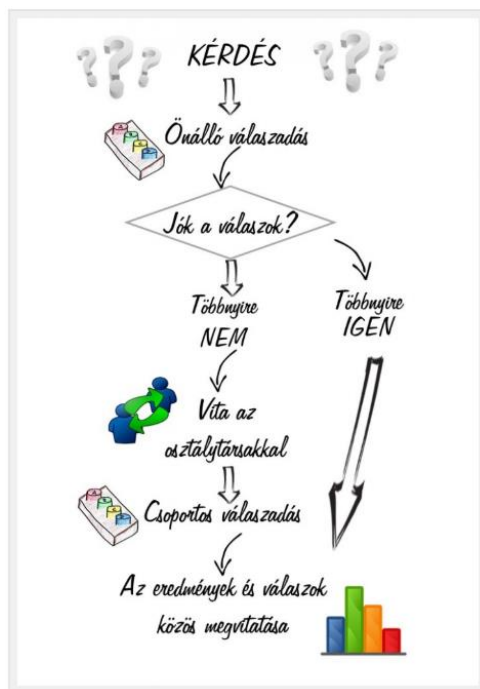 KÉRDÉS
Önálló válaszadás
Jók a válaszok?
Többnyire
NEM
Többnyire
IGEN
Vita az
osztálytársakkal
Csoportos válaszadás
Az eredmények és válaszok
közös megvitatása